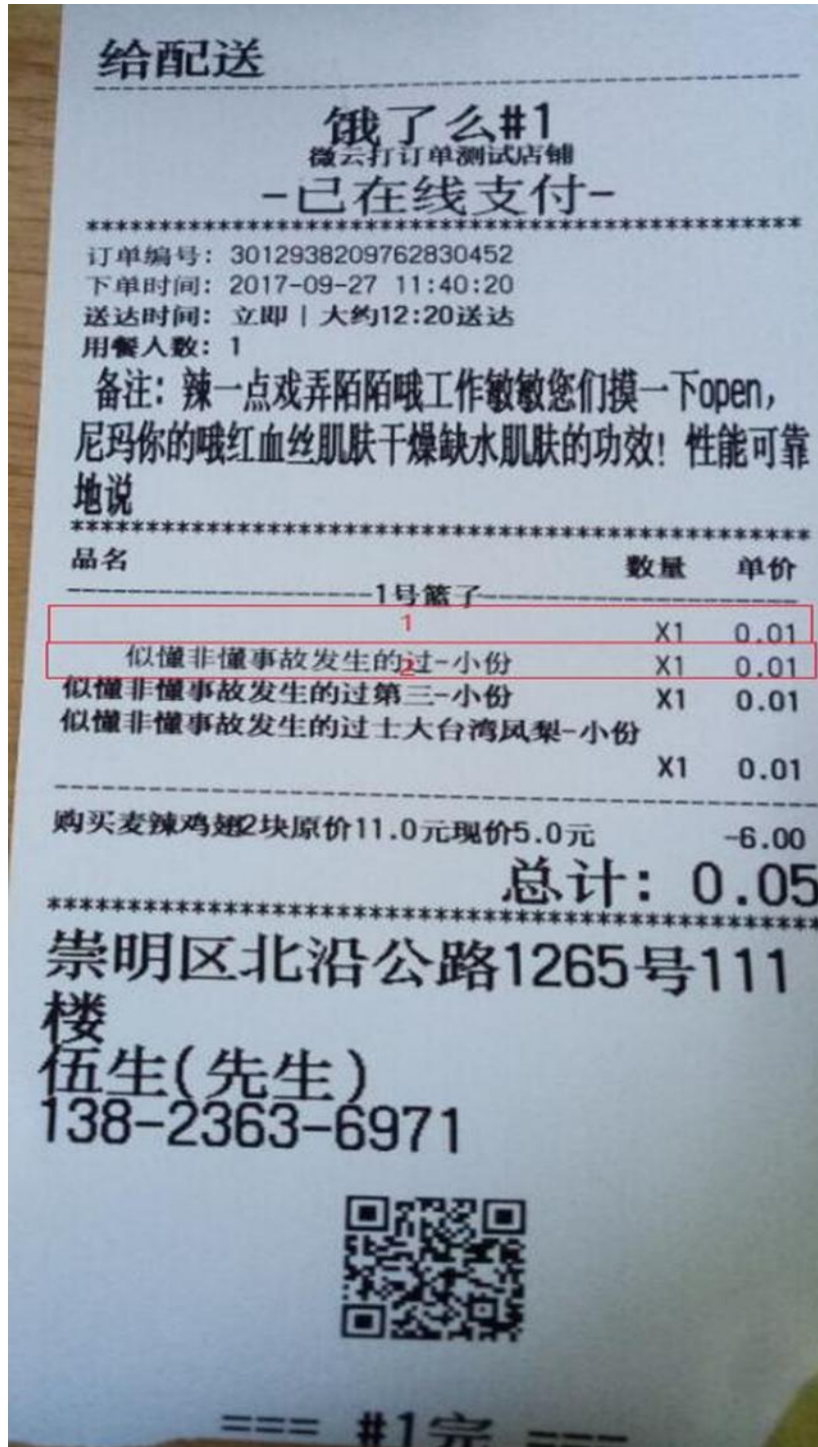 给配送
饿了么#1
微云打订单测试店铺
-已在线支付-
************************************************
订单编号: 3012938209762830452
下单时间: 2017-09-27 11:40:20
送达时间: 立即 | 大约12:20送达
用餐人数: 1
备注: 辣一点戏弄陌陌哦工作敏敏您们摸一下open,
尼玛你的哦红血丝肌肤干燥缺水肌肤的功效! 性能可靠
地说
************************************************
品名 数量 单价
1号篮子
1 X1 0.01
似懂非懂事故发生的过-小份 2 X1 0.01
似懂非懂事故发生的过第三-小份 X1 0.01
似懂非懂事故发生的过士大台湾凤梨-小份
X1 0.01
购买麦辣鸡翅2块原价11.0元现价5.0元 -6.00
总计: 0.05
************************************************
崇明区北沿公路1265号111
楼
伍生(先生)
138-2363-6971
=== #1完 ===